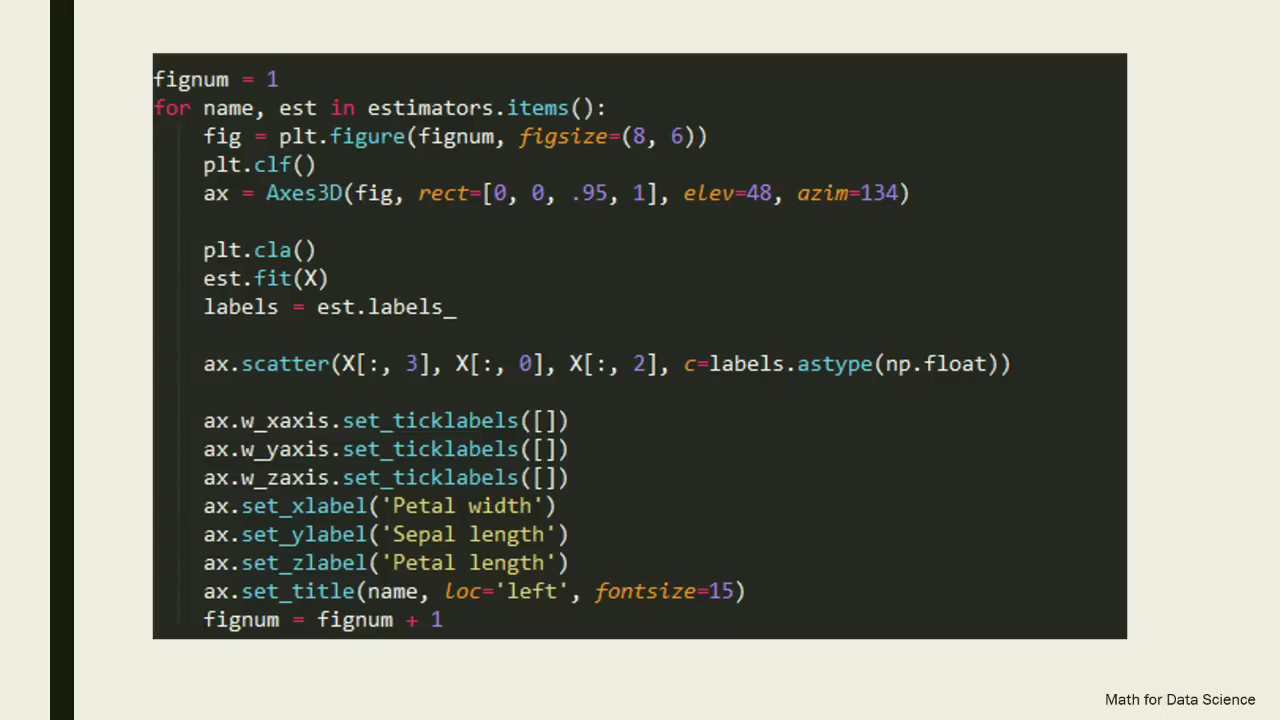 fignum = 1
for name, est in estimators.items():
    fig = plt.figure(fignum, figsize=(8, 6))
    plt.clf()
    ax = Axes3D(fig, rect=[0, 0, .95, 1], elev=48, azim=134)

    plt.cla()
    est.fit(X)
    labels = est.labels_

    ax.scatter(X[:, 3], X[:, 0], X[:, 2], c=labels.astype(np.float))

    ax.w_xaxis.set_ticklabels([])
    ax.w_yaxis.set_ticklabels([])
    ax.w_zaxis.set_ticklabels([])
    ax.set_xlabel('Petal width')
    ax.set_ylabel('Sepal length')
    ax.set_zlabel('Petal length')
    ax.set_title(name, loc='left', fontsize=15)
    fignum = fignum + 1
Math for Data Science